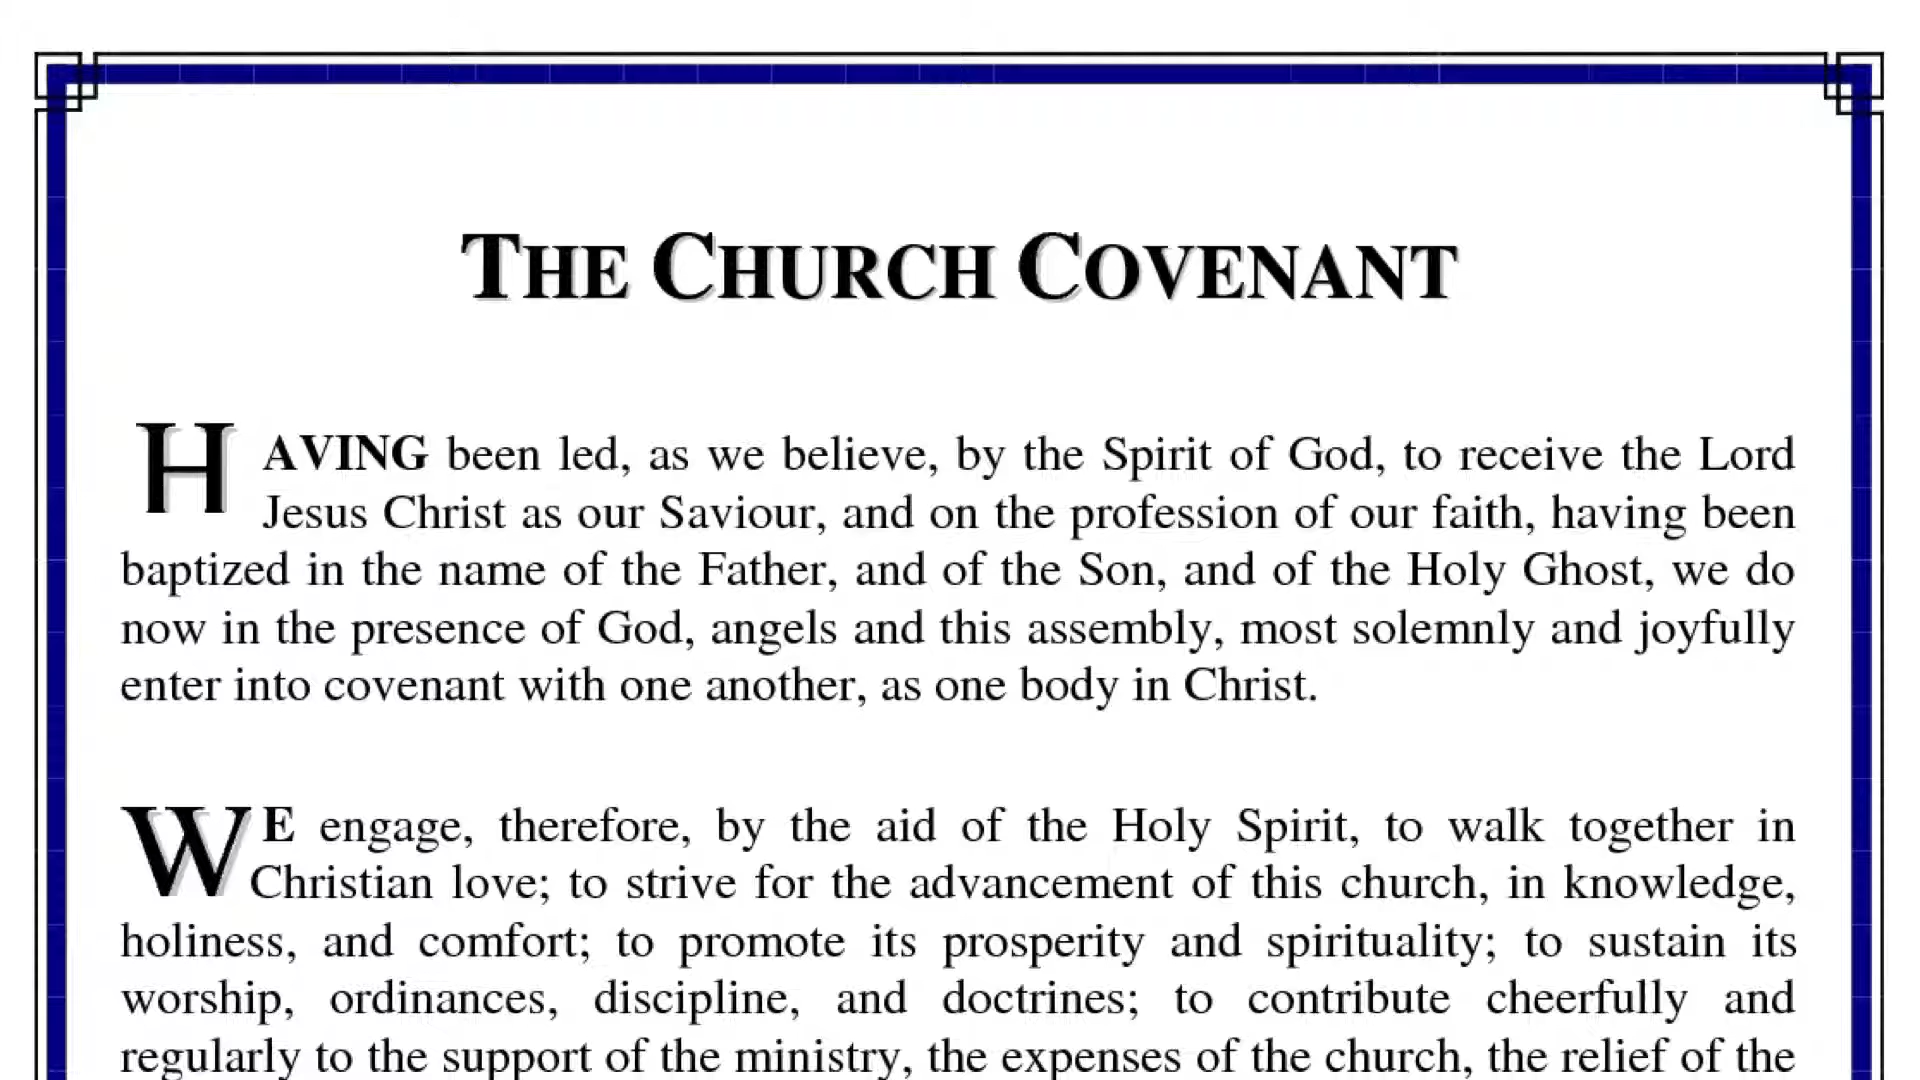 THE CHURCH COVENANT
HAVING been led, as we believe, by the Spirit of God, to receive the Lord
Jesus Christ as our Saviour, and on the profession of our faith, having been
baptized in the name of the Father, and of the Son, and of the Holy Ghost, we do
now in the presence of God, angels and this assembly, most solemnly and joyfully
enter into covenant with one another, as one body in Christ.
WE engage, therefore, by the aid of the Holy Spirit, to walk together in
Christian love; to strive for the advancement of this church, in knowledge,
holiness, and comfort; to promote its prosperity and spirituality; to sustain its
worship, ordinances, discipline, and doctrines; to contribute cheerfully and
regularly to the support of the ministry, the expenses of the church, the relief of the